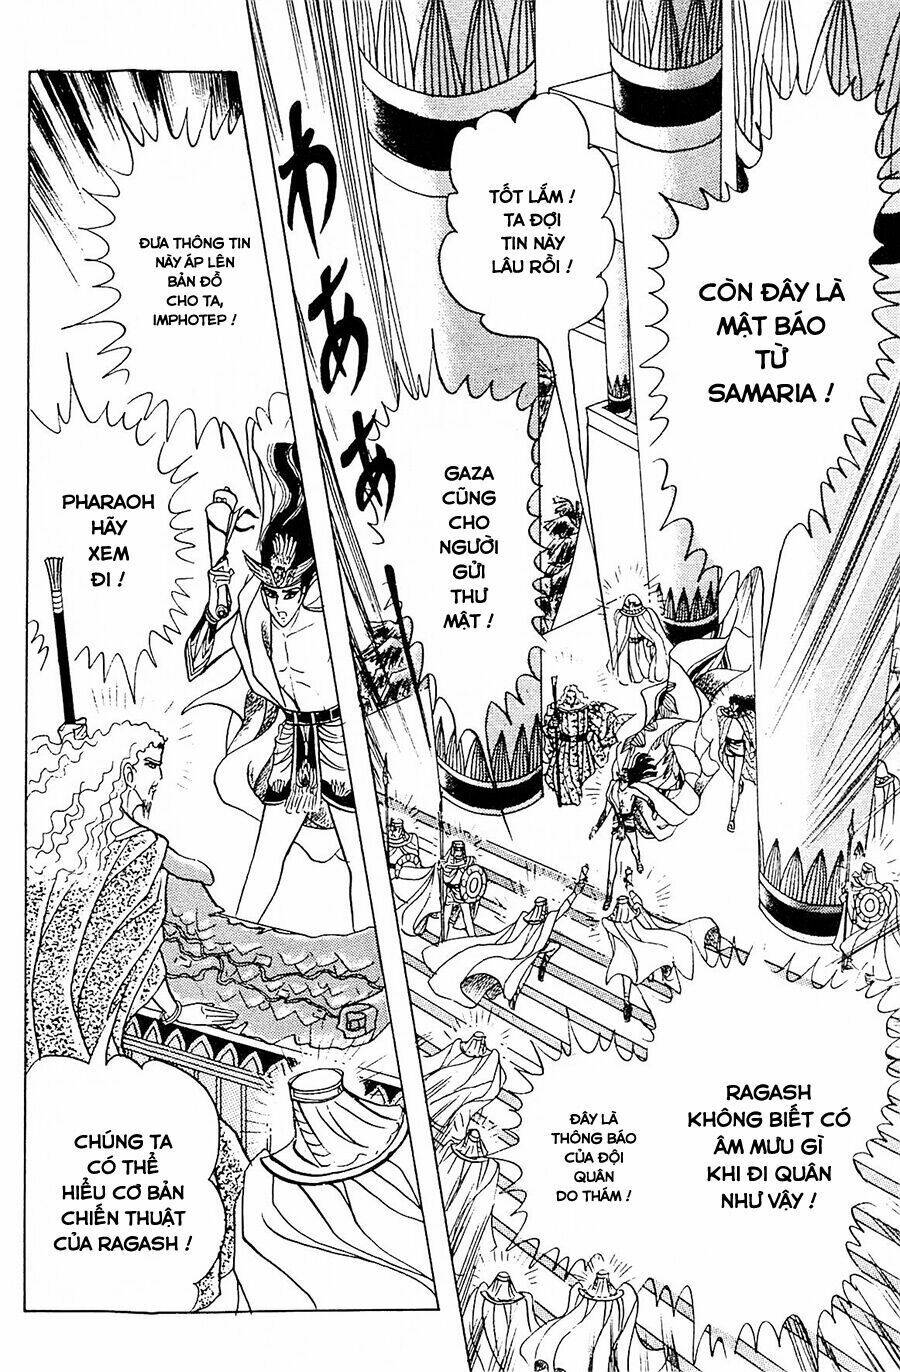 CÒN ĐÂY LÀ
MẬT BÁO
TỪ
SAMARIA !
TỐT LẮM !
TA ĐỢI
TIN NÀY
LÂU RỒI !
GAZA
CŨNG
CHO
NGƯỜI
GỬI
THƯ
MẬT !
わ
あ
あ
RAGASH
KHÔNG BIẾT CÓ
ÂM MƯU GÌ
KHI ĐI QUÂN
NHƯ VẬY !
ĐÂY LÀ
THÔNG BÁO
CỦA ĐỘI
QUÂN
DO THÁM !
ĐƯA THÔNG TIN
NÀY ÁP LÊN
BẢN ĐỒ
CHO TA,
IMPHOTEP !
PHARAOH
HÃY
XEM
ĐI !
CHÚNG TA
CÓ THỂ
HIỂU CƠ BẢN
CHIẾN THUẬT
CỦA RAGASH !